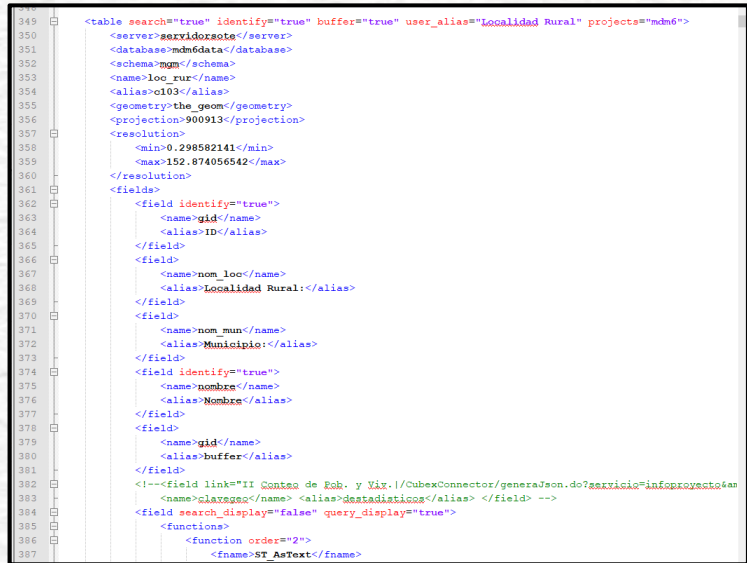 349 <table search="true" identify="true" buffer="true" user_alias="Localidad Rural" projects="mdm6">
350 <server>servidorsote</server>
351 <database>mdm6data</database>
352 <schema>mgm</schema>
353 <name>loc_rur</name>
354 <alias>c103</alias>
355 <geometry>the_geom</geometry>
356 <projection>900913</projection>
357 <resolution>
358 <min>0.298582141</min>
359 <max>152.874056542</max>
360 </resolution>
361 <fields>
362 <field identify="true">
363 <name>gid</name>
364 <alias>ID</alias>
365 </field>
366 <field>
367 <name>nom_loc</name>
368 <alias>Localidad Rural:</alias>
369 </field>
370 <field>
371 <name>nom_mun</name>
372 <alias>Municipio:</alias>
373 </field>
374 <field identify="true">
375 <name>nombre</name>
376 <alias>Nombre</alias>
377 </field>
378 <field>
379 <name>gid</name>
380 <alias>buffer</alias>
381 </field>
382 <!--<field link="II Conteo de Pob. y Viv.|/CubexConnector/generaJson.do?servicio=infoproyecto&am
383 <name>clavegeo</name> <alias>destadisticos</alias> </field> -->
384 <field search_display="false" query_display="true">
385 <functions>
386 <function order="2">
387 <fname>ST_AsText</fname>